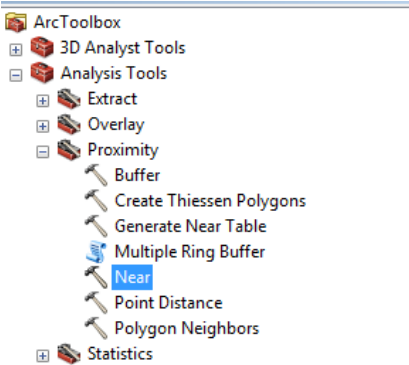 ArcToolbox
3D Analyst Tools
Analysis Tools
Extract
Overlay
Proximity
Buffer
Create Thiessen Polygons
Generate Near Table
Multiple Ring Buffer
Near
Point Distance
Polygon Neighbors
Statistics